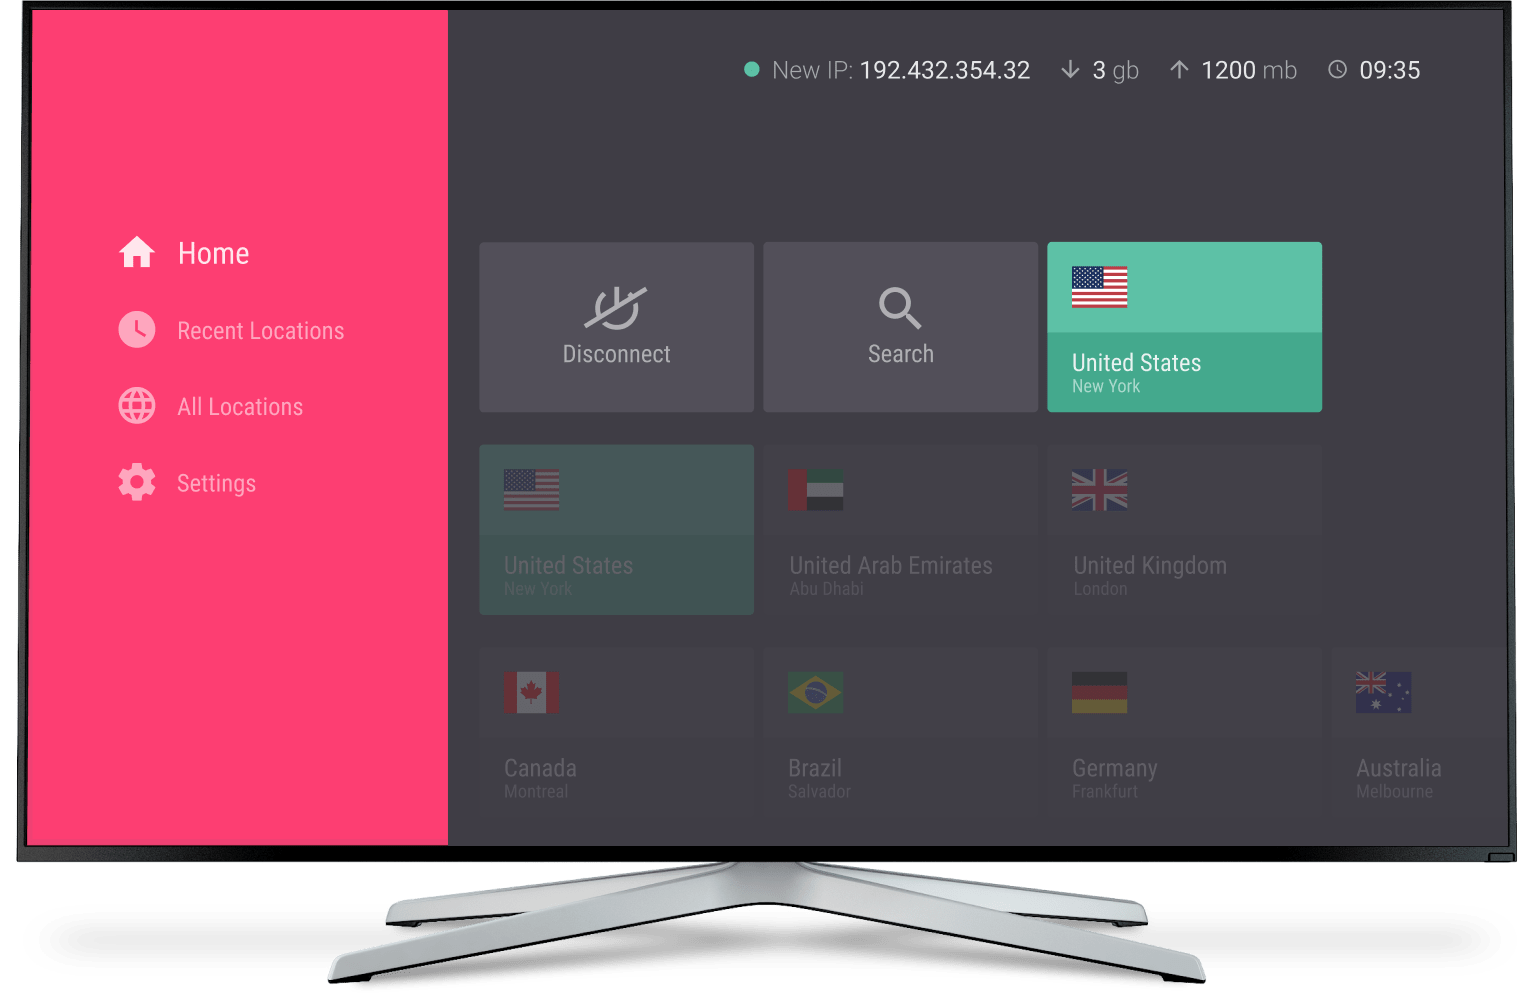 New IP: 192.432.354.32 3 gb 1200 mb 09:35
Home
Recent Locations
All Locations
Settings
Disconnect
Search
United States
New York
United States
New York
United Arab Emirates
Abu Dhabi
United Kingdom
London
Canada
Montreal
Brazil
Salvador
Germany
Frankfurt
Australia
Melbourne